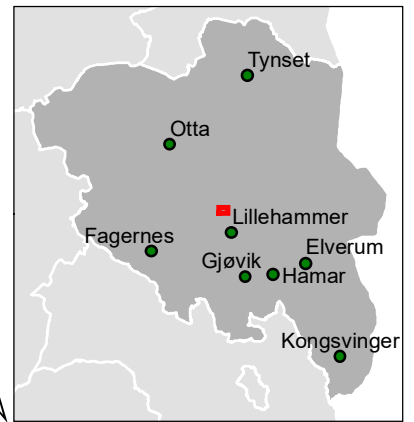 Tynset
Otta
Lillehammer
Fagernes
Elverum
Gjøvik
Hamar
Kongsvinger